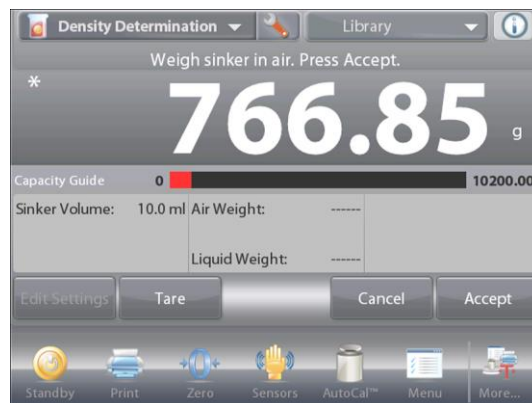 Density Determination Library
Weigh sinker in air. Press Accept.
* 766.85 g
Capacity Guide 0 10200.00
Sinker Volume: 10.0 ml Air Weight: ------
Liquid Weight: ------
Edit Settings Tare Cancel Accept
Standby Print Zero Sensors AutoCal™ Menu More...